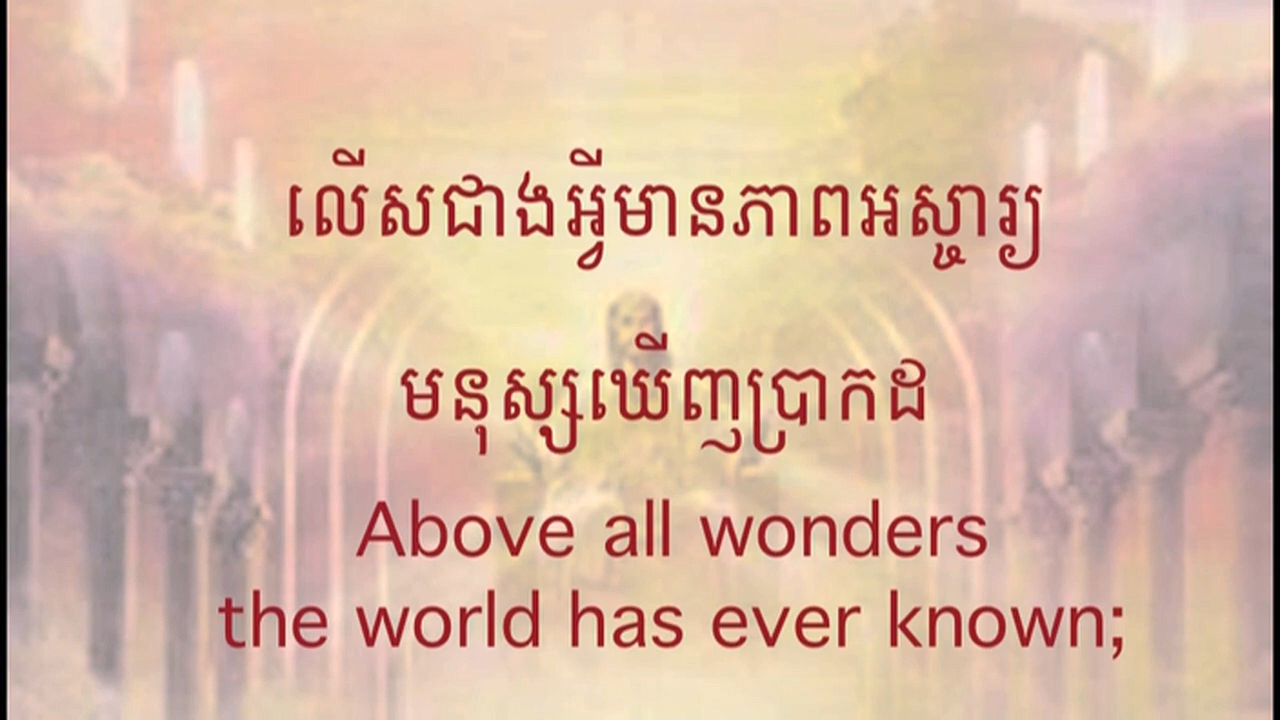 លើសជាងអ្វីមានភាពអស្ចារ្យ
មនុស្សឃើញប្រាកដ
Above all wonders
the world has ever known;